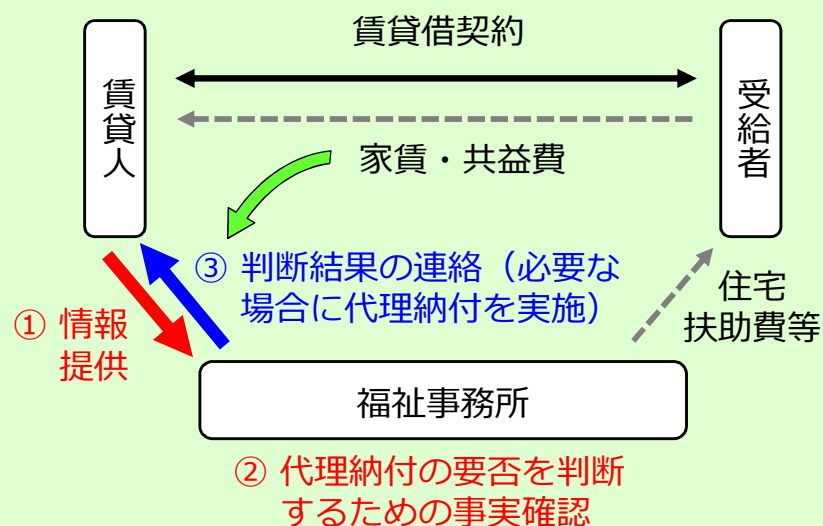 賃貸借契約
賃貸人
受給者
家賃・共益費
③ 判断結果の連絡（必要な
場合に代理納付を実施）
① 情報
提供
住宅
扶助費等
福祉事務所
② 代理納付の要否を判断
するための事実確認